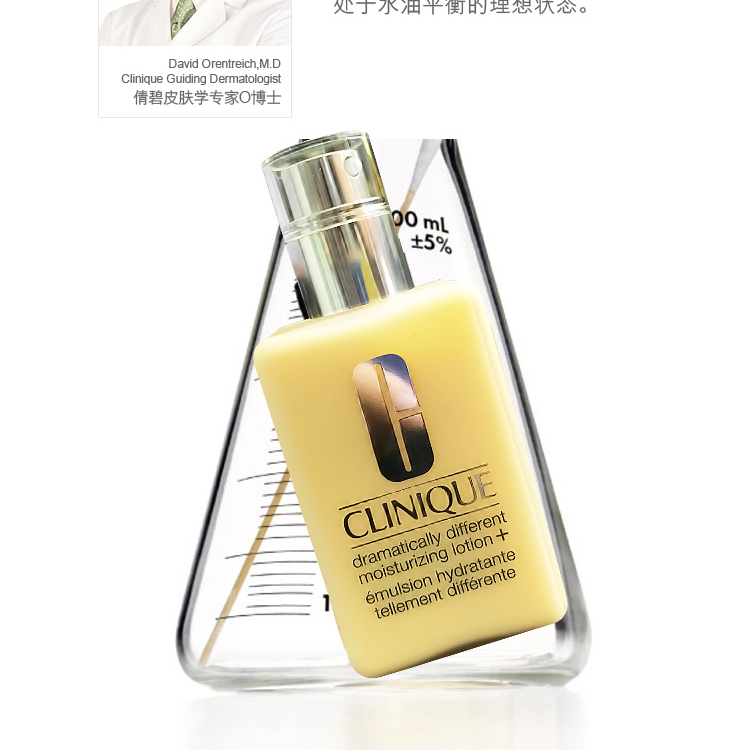 处于水油平衡的理想状态。
David Orentreich,M.D
Clinique Guiding Dermatologist
倩碧皮肤学专家O博士
00 mL
±5%
CLINIQUE
dramatically different
moisturizing lotion+
émulsion hydratante
tellement différente
1